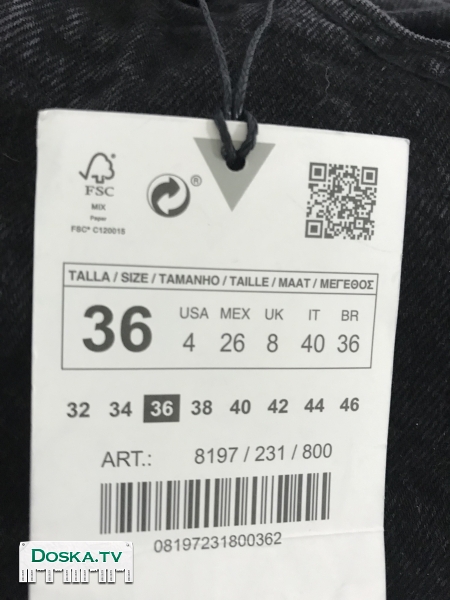 FSC
MIX
Paper
FSC® C120015
®
TALLA / SIZE / TAMANHO / TAILLE / MAAT / ΜΕΓΕΘΟΣ
36
USA MEX UK IT BR
4 26 8 40 36
32 34 36 38 40 42 44 46
ART.: 8197 / 231 / 800
08197231800362
DOSKA.TV